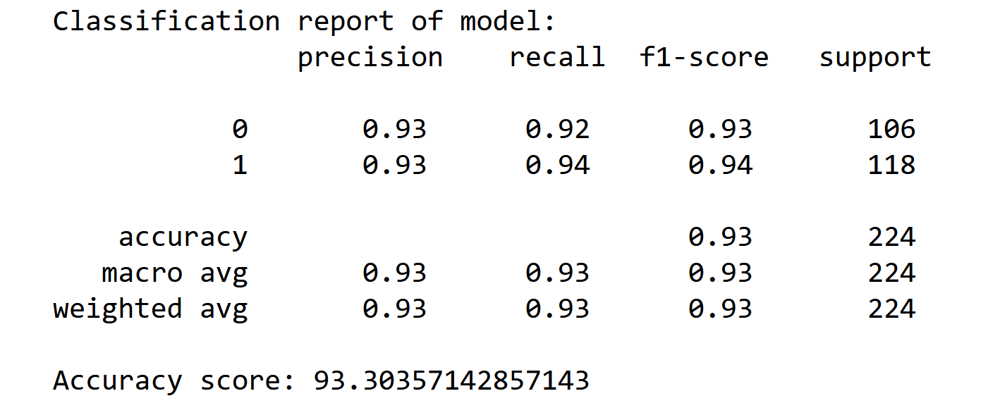 Classification report of model:
precision recall f1-score support
0 0.93 0.92 0.93 106
1 0.93 0.94 0.94 118
accuracy 0.93 224
macro avg 0.93 0.93 0.93 224
weighted avg 0.93 0.93 0.93 224
Accuracy score: 93.30357142857143